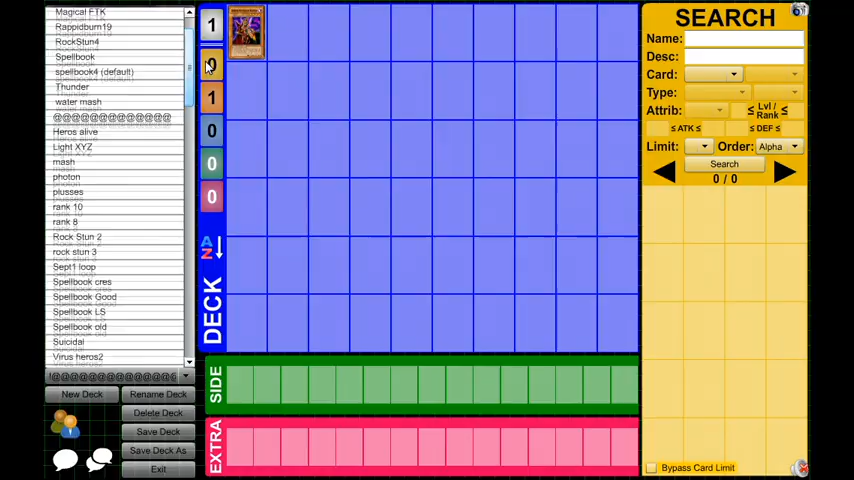 Magical FTK
Rappidburn19
RockStun4
Spellbook
spellbook4 (default)
Thunder
water mash
@@@@@@@@@@@@@
Heros alive
Light XYZ
mash
photon
plusses
rank 10
rank 8
Rock Stun 2
rock stun 3
Sept1 loop
Spellbook cres
Spellbook Good
Spellbook LS
Spellbook old
Suicidal
Virus heros2
New Deck
Rename Deck
Delete Deck
Save Deck
Save Deck As
Exit
1
0
1
0
0
0
A
Z
DECK
SIDE
EXTRA
SEARCH
Name:
Desc:
Card:
Type:
Attrib: ≤ Lvl / Rank ≤
≤ ATK ≤ ≤ DEF ≤
Limit: Order: Alpha
Search
0 / 0
Bypass Card Limit